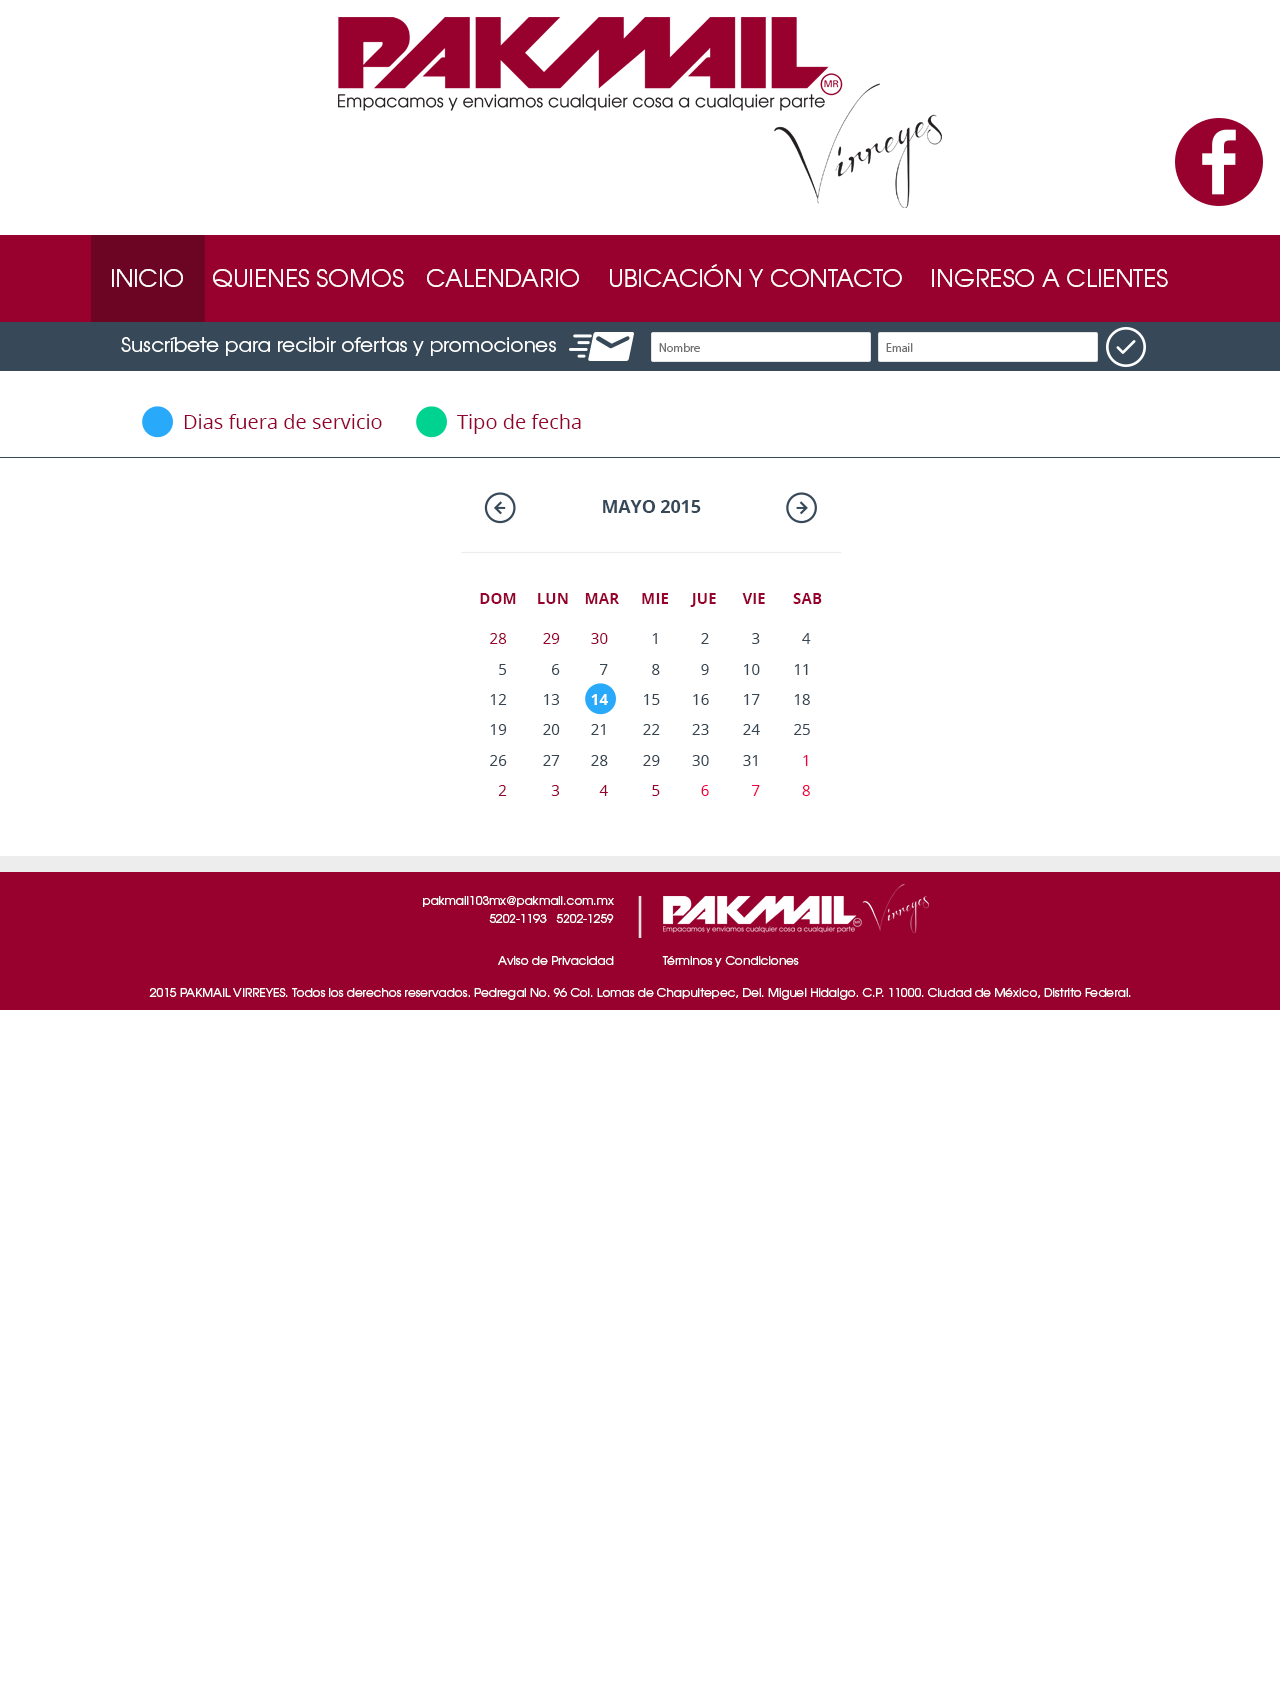 PAKMAIL
MR
Empacamos y enviamos cualquier cosa a cualquier parte
Virreyes
f
INICIO QUIENES SOMOS CALENDARIO UBICACIÓN Y CONTACTO INGRESO A CLIENTES
Suscríbete para recibir ofertas y promociones Nombre Email
Dias fuera de servicio Tipo de fecha
MAYO 2015
DOM LUN MAR MIE JUE VIE SAB
28 29 30 1 2 3 4
5 6 7 8 9 10 11
12 13 14 15 16 17 18
19 20 21 22 23 24 25
26 27 28 29 30 31 1
2 3 4 5 6 7 8
pakmail103mx@pakmail.com.mx
5202-1193 5202-1259
PAKMAIL
MR
Virreyes
Empacamos y enviamos cualquier cosa a cualquier parte
Aviso de Privacidad Términos y Condiciones
2015 PAKMAIL VIRREYES. Todos los derechos reservados. Pedregal No. 96 Col. Lomas de Chapultepec, Del. Miguel Hidalgo. C.P. 11000. Ciudad de México, Distrito Federal.